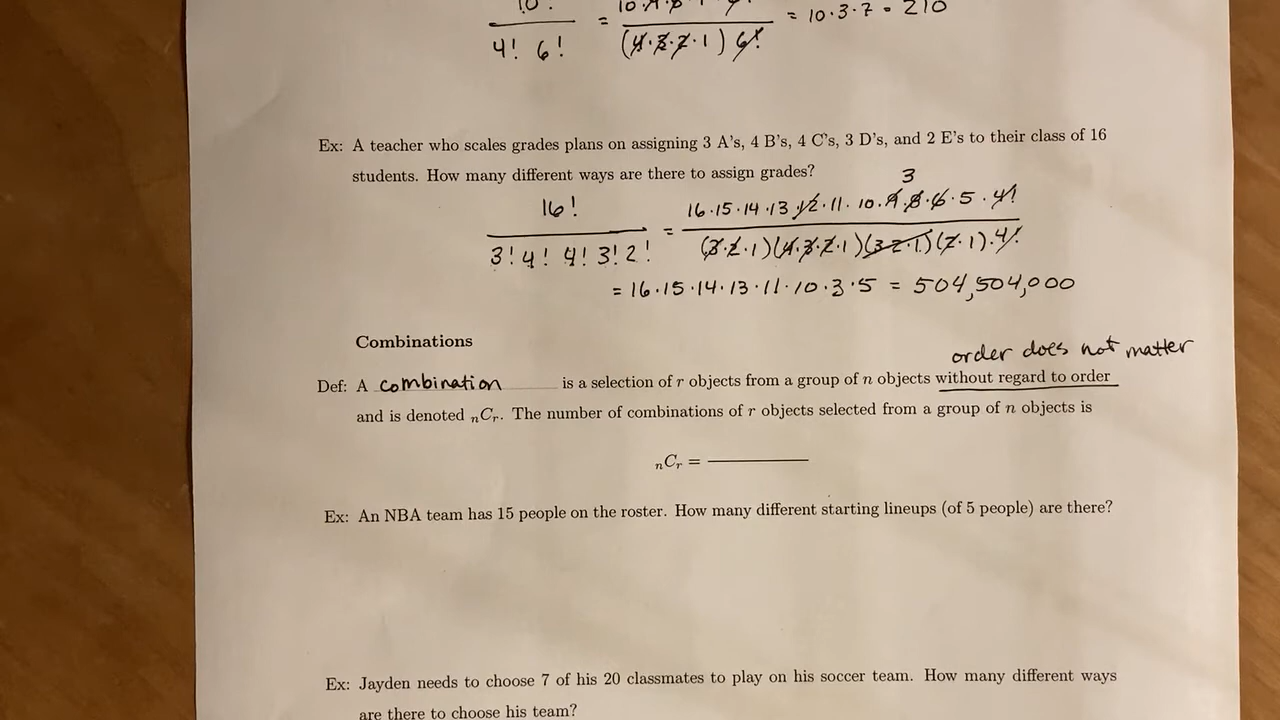 10!
4! 6!
=
(4·3·2·1) 6!
= 10·3·7 = 210
Ex: A teacher who scales grades plans on assigning 3 A's, 4 B's, 4 C's, 3 D's, and 2 E's to their class of 16
students. How many different ways are there to assign grades?
3
16!
3! 4! 4! 3! 2!
=
16·15·14·13·12·11·10·9·8·6·5·4!
(3·2·1)(4·3·2·1)(3·2·1)(2·1)·4!
= 16·15·14·13·11·10·3·5 = 504,504,000
Combinations
order does not matter
Def: A combination is a selection of r objects from a group of n objects without regard to order
and is denoted nCr. The number of combinations of r objects selected from a group of n objects is
nCr =
Ex: An NBA team has 15 people on the roster. How many different starting lineups (of 5 people) are there?
Ex: Jayden needs to choose 7 of his 20 classmates to play on his soccer team. How many different ways
are there to choose his team?